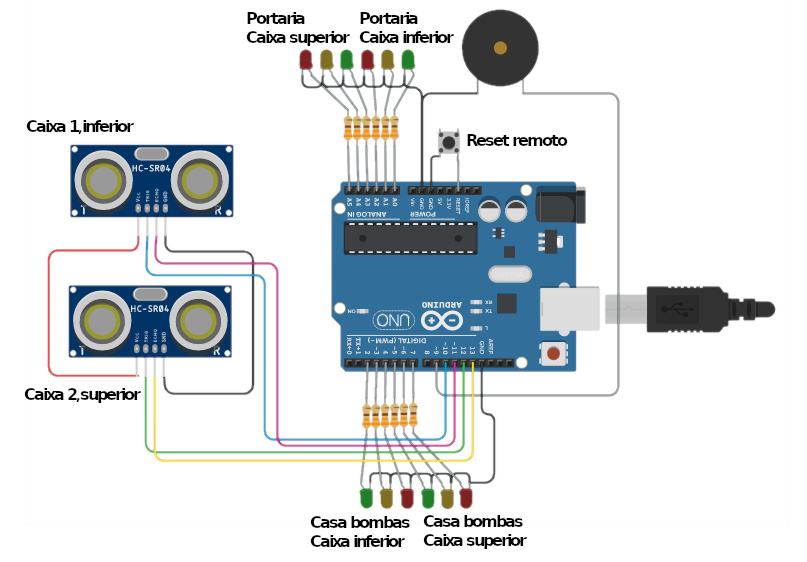 Portaria
Caixa superior
Portaria
Caixa inferior
Caixa 1,inferior
Reset remoto
HC-SR04
Vcc
TRIG
ECHO
GND
T
R
HC-SR04
Vcc
TRIG
ECHO
GND
Caixa 2,superior
A5
A4
A3
A2
A1
A0
Vin
GND
GND
5V
3.3V
RESET
IOREF
ANALOG IN
POWER
ON
UNO
ARDUINO
RX
TX
L
DIGITAL (PWM~)
RX←0
TX→1
2
~3
4
~5
~6
7
8
~9
~10
~11
12
13
GND
AREF
Casa bombas
Caixa inferior
Casa bombas
Caixa superior